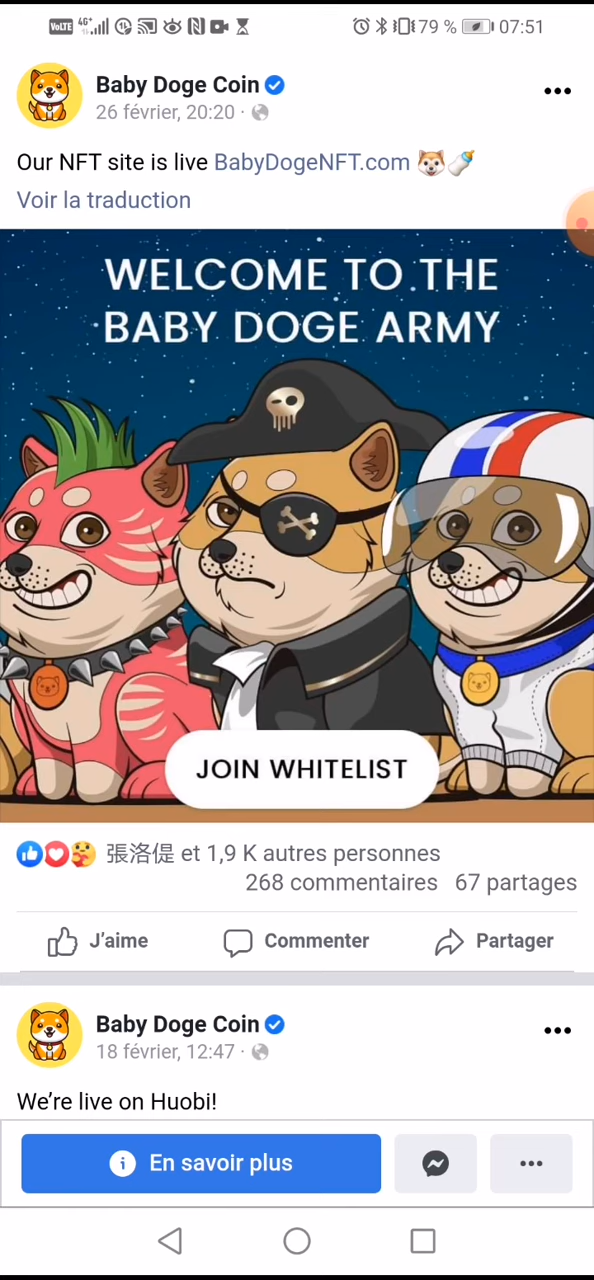 VoLTE 4G+ 79 % 07:51
Baby Doge Coin
26 février, 20:20 ·
Our NFT site is live BabyDogeNFT.com
Voir la traduction
WELCOME TO THE
BABY DOGE ARMY
JOIN WHITELIST
張洛偍 et 1,9 K autres personnes
268 commentaires 67 partages
J’aime Commenter Partager
Baby Doge Coin
18 février, 12:47 ·
We’re live on Huobi!
En savoir plus